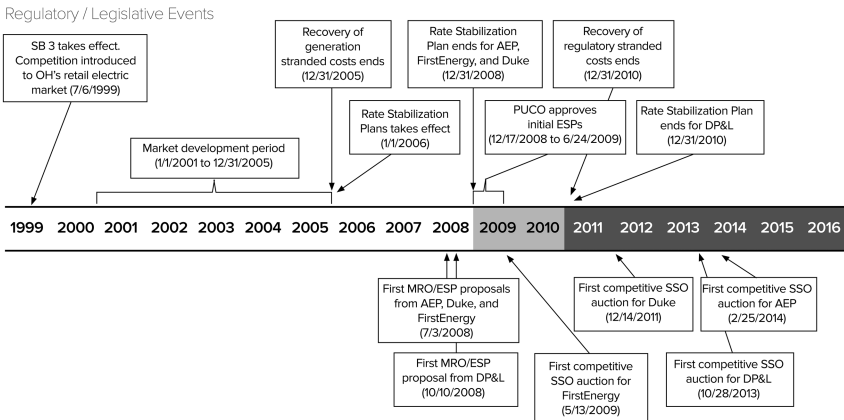 Regulatory / Legislative Events
SB 3 takes effect.
Competition introduced
to OH's retail electric
market (7/6/1999)
Market development period
(1/1/2001 to 12/31/2005)
Recovery of
generation
stranded costs ends
(12/31/2005)
Rate Stabilization
Plans takes effect
(1/1/2006)
Rate Stabilization
Plan ends for AEP,
FirstEnergy, and Duke
(12/31/2008)
PUCO approves
initial ESPs
(12/17/2008 to 6/24/2009)
Recovery of
regulatory stranded
costs ends
(12/31/2010)
Rate Stabilization Plan
ends for DP&L
(12/31/2010)
1999 2000 2001 2002 2003 2004 2005 2006 2007 2008 2009 2010 2011 2012 2013 2014 2015 2016
First MRO/ESP proposals
from AEP, Duke, and
FirstEnergy
(7/3/2008)
First MRO/ESP
proposal from DP&L
(10/10/2008)
First competitive
SSO auction for
FirstEnergy
(5/13/2009)
First competitive SSO
auction for Duke
(12/14/2011)
First competitive SSO
auction for AEP
(2/25/2014)
First competitive SSO
auction for DP&L
(10/28/2013)